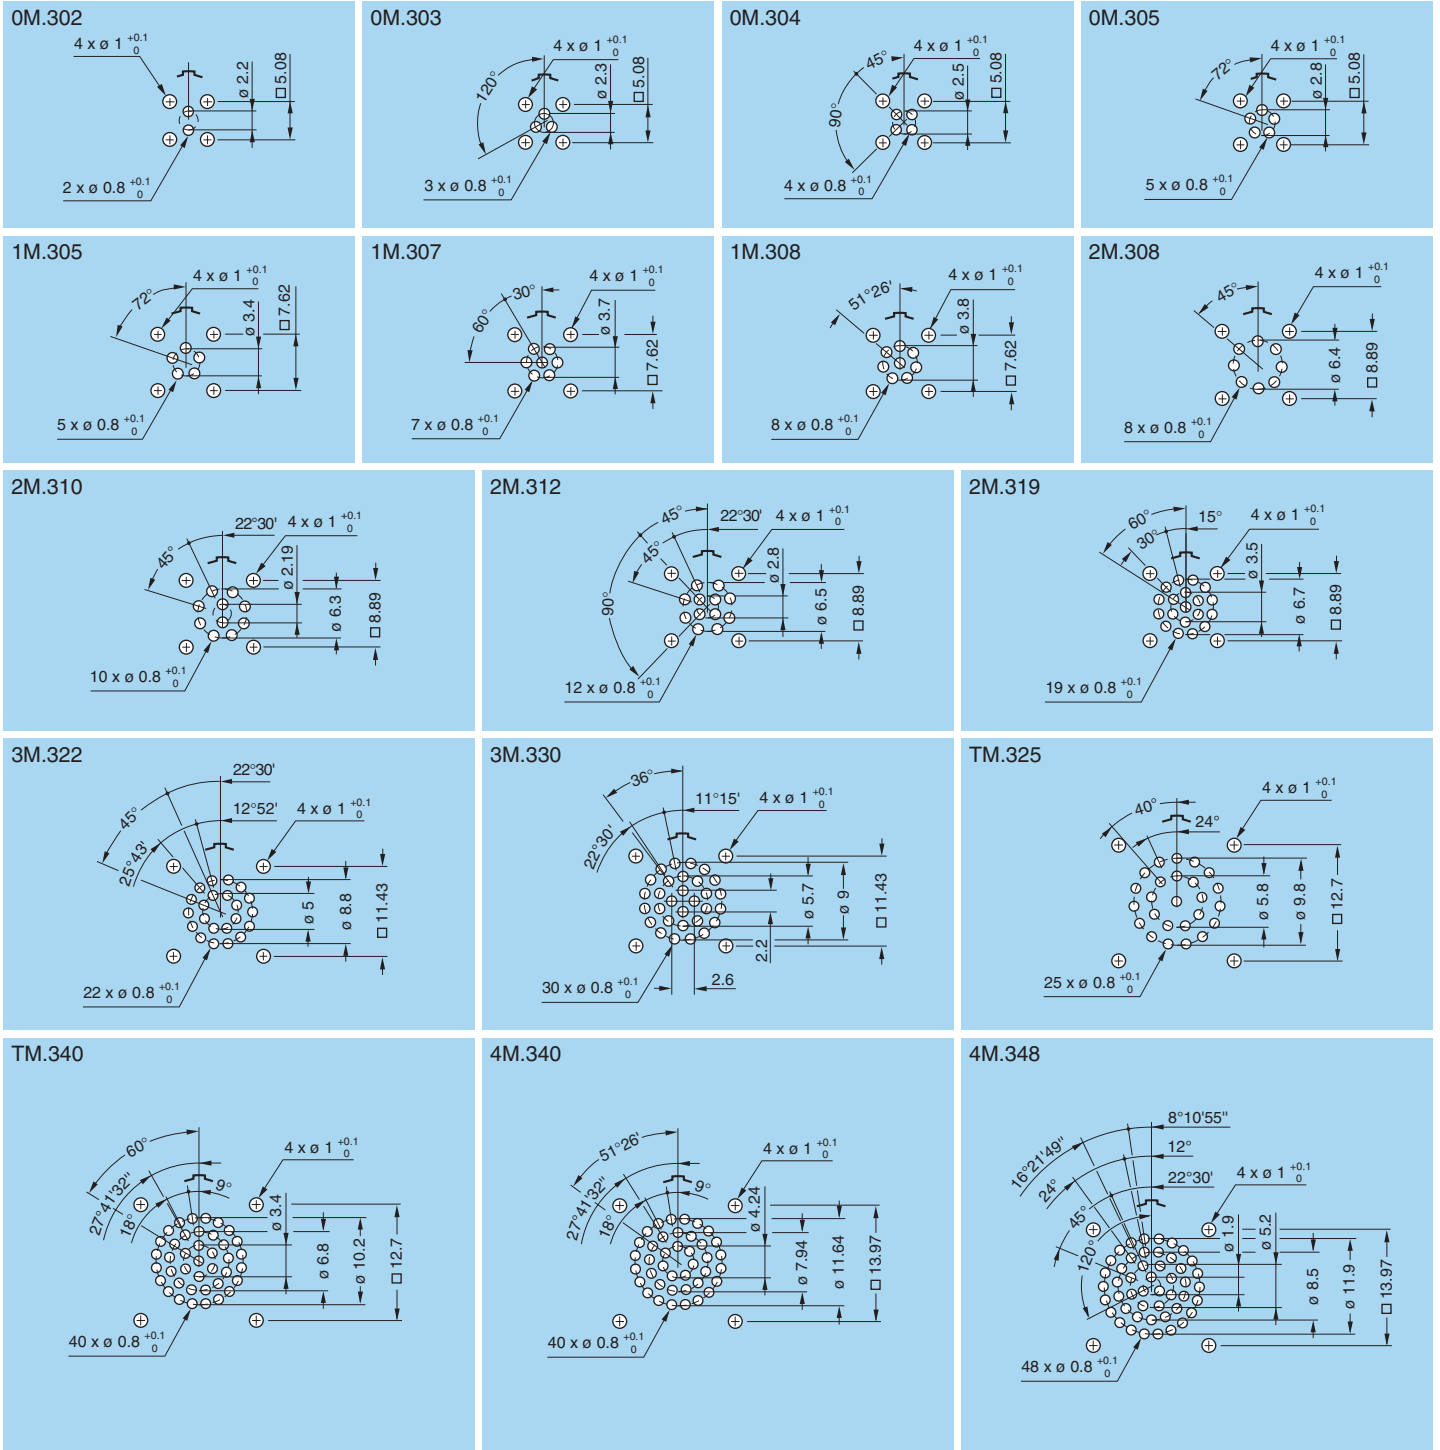 0M.302
4 x ø 1 +0.1 0
ø 2.2
□ 5.08
2 x ø 0.8 +0.1 0
0M.303
4 x ø 1 +0.1 0
120°
ø 2.3
□ 5.08
3 x ø 0.8 +0.1 0
0M.304
45°
4 x ø 1 +0.1 0
90°
ø 2.5
□ 5.08
4 x ø 0.8 +0.1 0
0M.305
72°
4 x ø 1 +0.1 0
ø 2.8
□ 5.08
5 x ø 0.8 +0.1 0
1M.305
72°
4 x ø 1 +0.1 0
ø 3.4
□ 7.62
5 x ø 0.8 +0.1 0
1M.307
30°
60°
4 x ø 1 +0.1 0
ø 3.7
□ 7.62
7 x ø 0.8 +0.1 0
1M.308
51°26'
4 x ø 1 +0.1 0
ø 3.8
□ 7.62
8 x ø 0.8 +0.1 0
2M.308
45°
4 x ø 1 +0.1 0
ø 6.4
□ 8.89
8 x ø 0.8 +0.1 0
2M.310
22°30'
4 x ø 1 +0.1 0
45°
ø 2.19
ø 6.3
□ 8.89
10 x ø 0.8 +0.1 0
2M.312
45°
22°30'
4 x ø 1 +0.1 0
45°
90°
ø 2.8
ø 6.5
□ 8.89
12 x ø 0.8 +0.1 0
2M.319
60°
15°
4 x ø 1 +0.1 0
30°
ø 3.5
ø 6.7
□ 8.89
19 x ø 0.8 +0.1 0
3M.322
22°30'
45°
12°52'
4 x ø 1 +0.1 0
25°43'
ø 5
ø 8.8
□ 11.43
22 x ø 0.8 +0.1 0
3M.330
36°
11°15'
4 x ø 1 +0.1 0
22°30'
2.2
ø 5.7
ø 9
□ 11.43
30 x ø 0.8 +0.1 0
2.6
TM.325
4 x ø 1 +0.1 0
40°
24°
ø 5.8
ø 9.8
□ 12.7
25 x ø 0.8 +0.1 0
TM.340
60°
4 x ø 1 +0.1 0
27°41'32"
18°
9°
ø 3.4
ø 6.8
ø 10.2
□ 12.7
40 x ø 0.8 +0.1 0
4M.340
51°26'
4 x ø 1 +0.1 0
27°41'32"
18°
9°
ø 4.24
ø 7.94
ø 11.64
□ 13.97
40 x ø 0.8 +0.1 0
4M.348
8°10'55"
16°21'49"
12°
24°
22°30'
4 x ø 1 +0.1 0
45°
120°
ø 1.9
ø 5.2
ø 8.5
ø 11.9
□ 13.97
48 x ø 0.8 +0.1 0